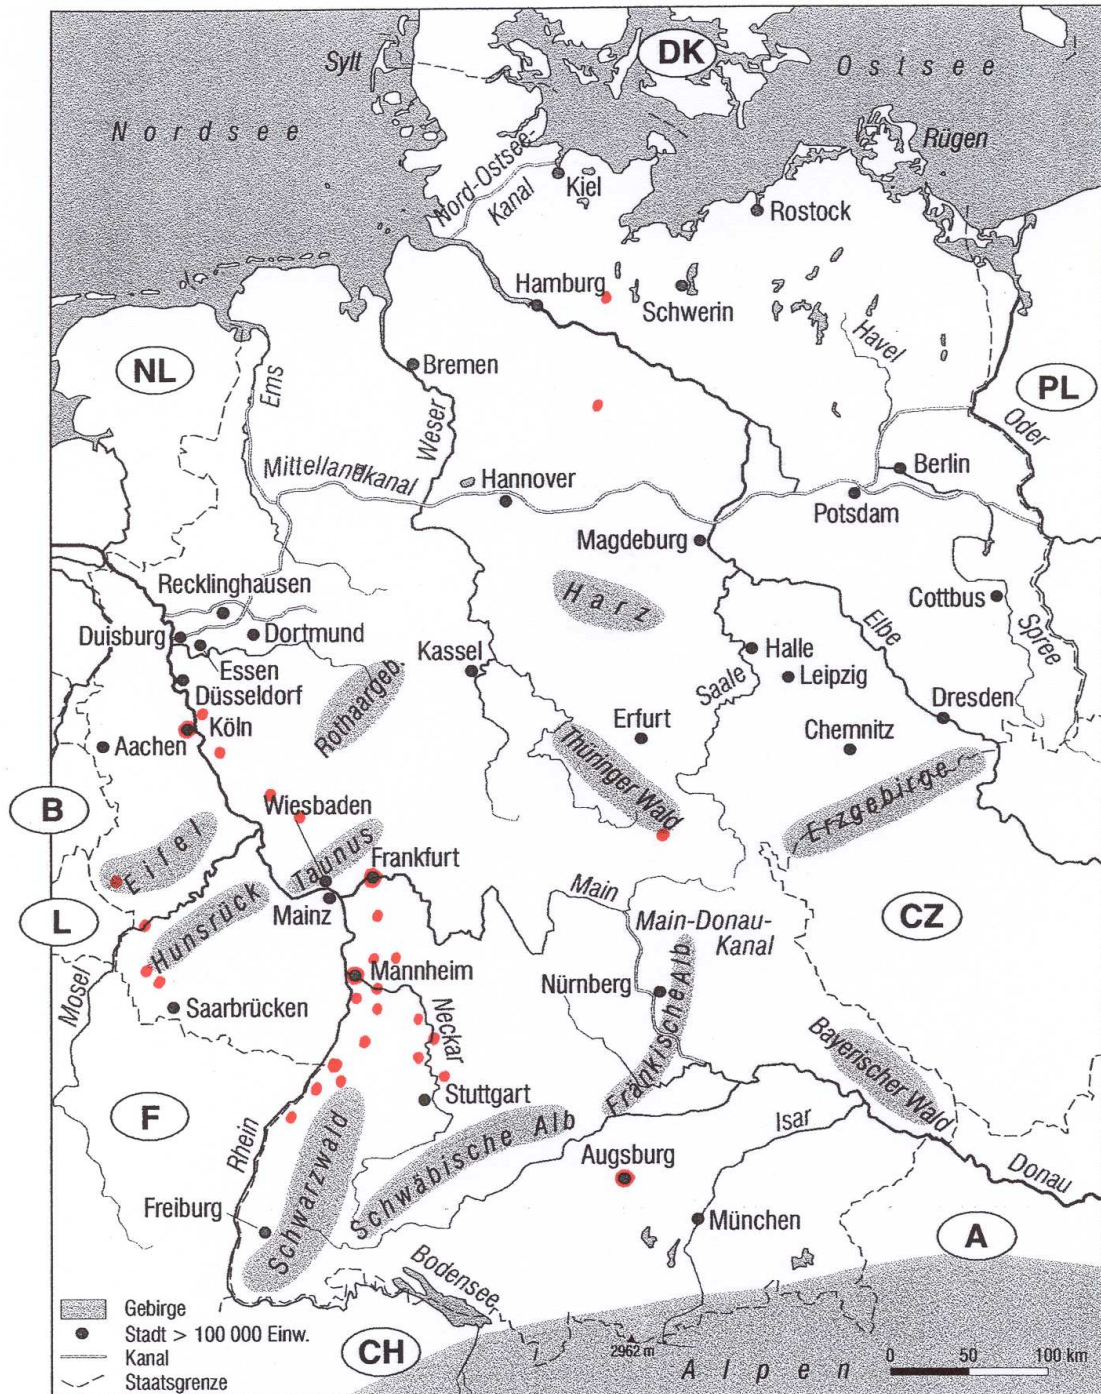 DK
Ostsee
Sylt
Nordsee
Rügen
Nord-Ostsee-
Kanal
Kiel
Rostock
Hamburg
Schwerin
Havel
NL
Bremen
PL
Ems
Weser
Oder
Mittellandkanal
Hannover
Berlin
Potsdam
Magdeburg
Recklinghausen
Harz
Cottbus
Duisburg
Dortmund
Essen
Kassel
Halle
Elbe
Spree
Düsseldorf
Saale
Leipzig
Köln
Rothaargeb.
Erfurt
Dresden
Aachen
Chemnitz
Thüringer Wald
Erzgebirge
B
Wiesbaden
Eifel
Taunus
Frankfurt
Mainz
Main
L
Hunsrück
Main-Donau-
Kanal
CZ
Mosel
Mannheim
Nürnberg
Saarbrücken
Neckar
Fränkische Alb
Bayerischer Wald
F
Stuttgart
Rhein
Isar
Schwäbische Alb
Augsburg
Donau
Schwarzwald
Freiburg
München
A
Bodensee
Gebirge
Stadt > 100 000 Einw.
Kanal
Staatsgrenze
CH
2962 m
Alpen
0 50 100 km